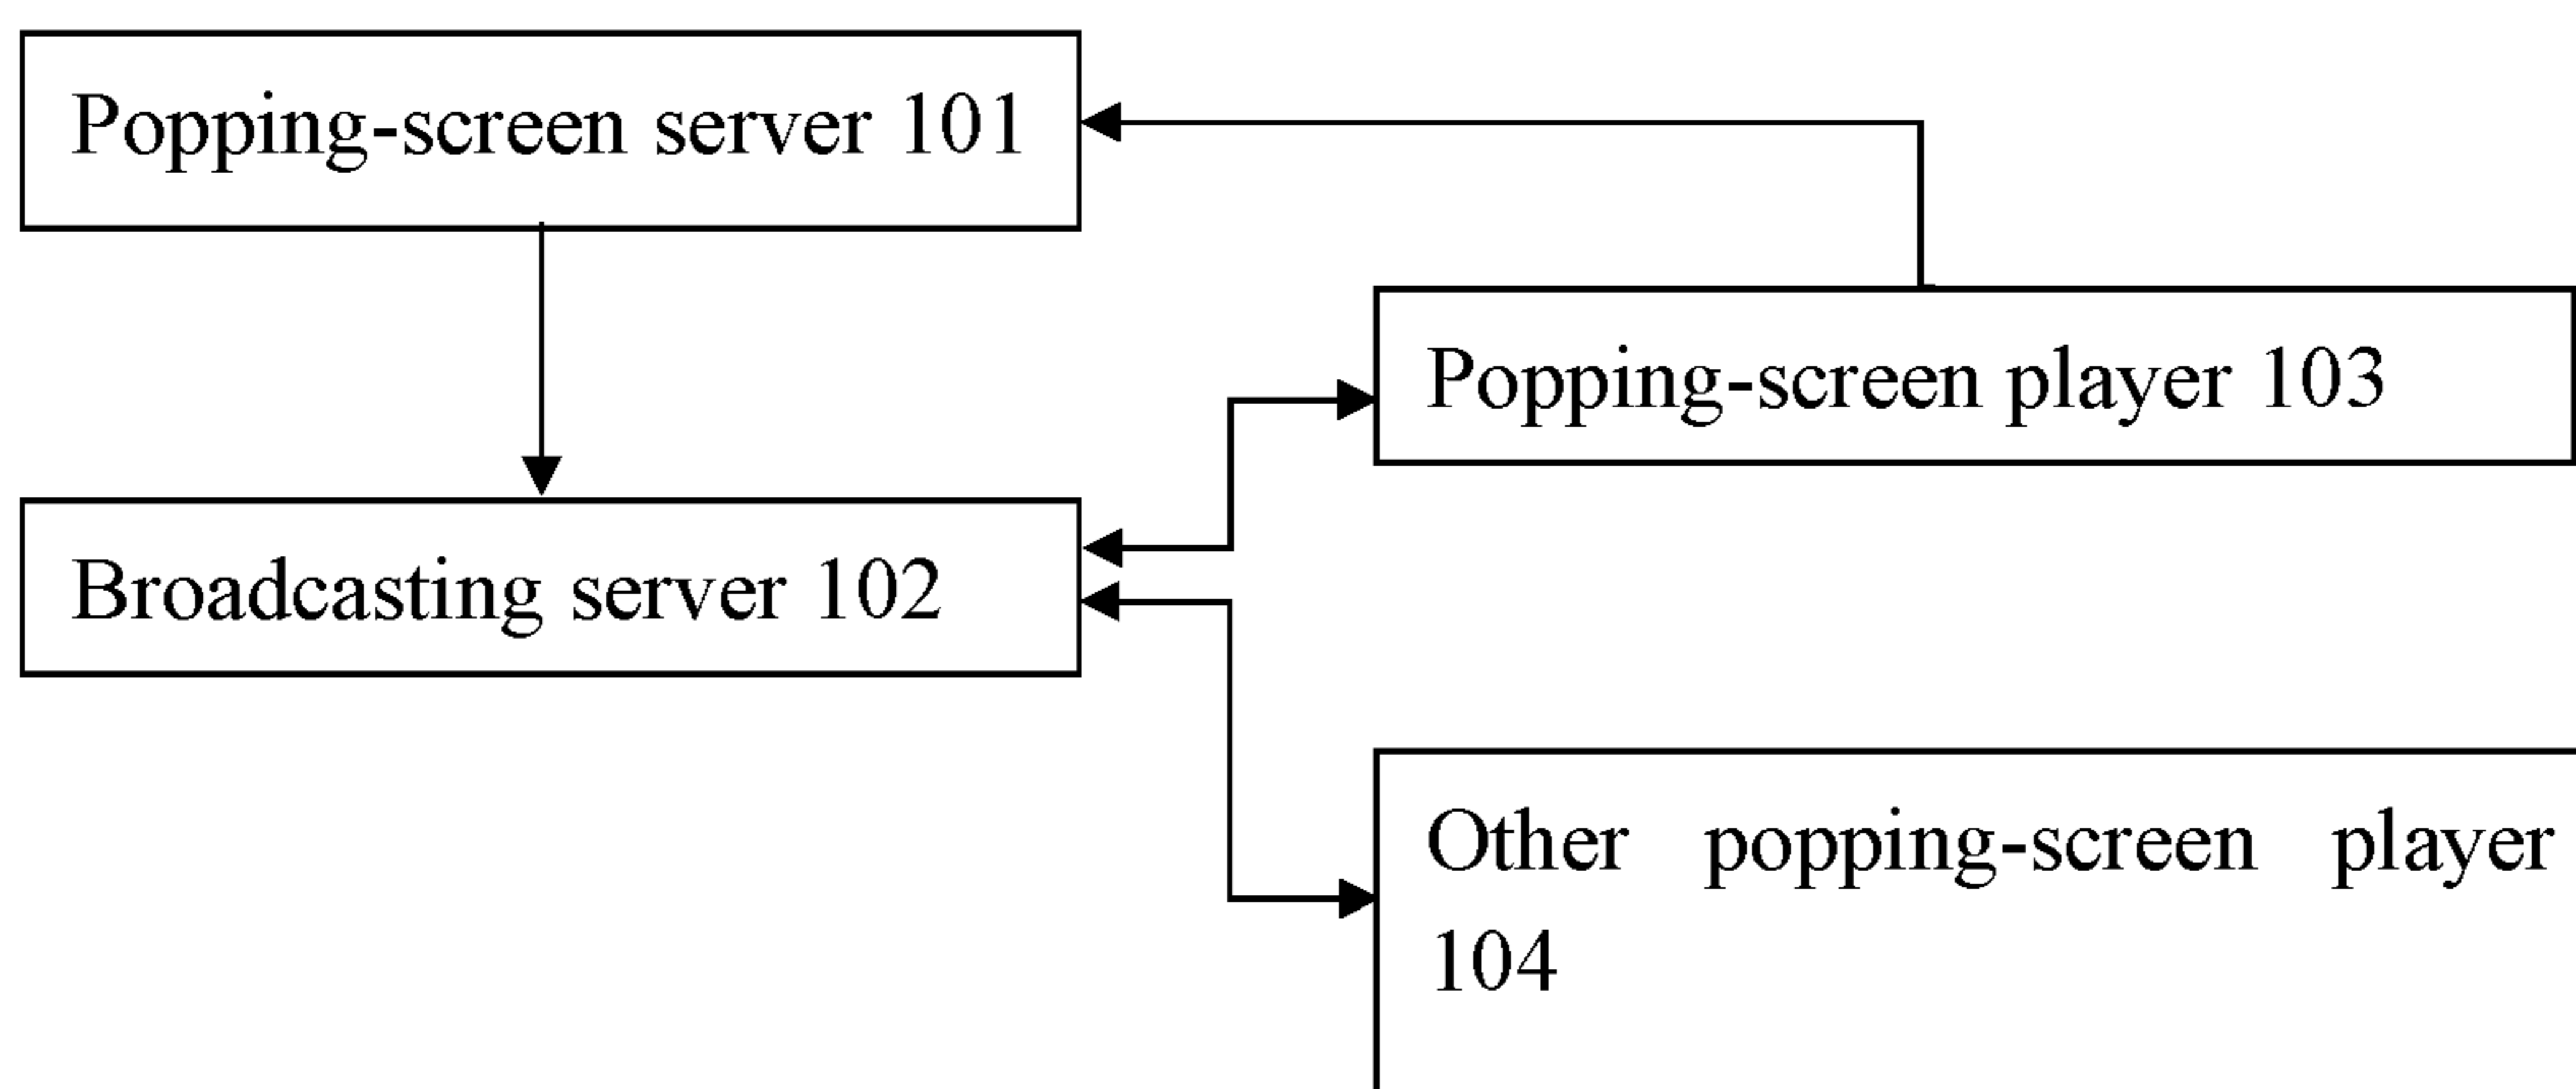 Popping-screen server 101
Popping-screen player 103
Broadcasting server 102
Other popping-screen player
104